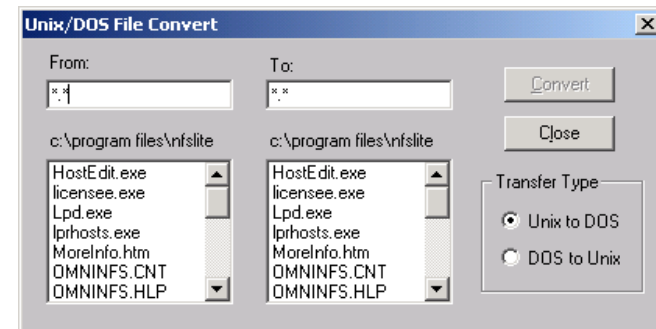 Unix/DOS File Convert
From:
*.*
c:\program files\nfslite
HostEdit.exe
licensee.exe
Lpd.exe
lprhosts.exe
MoreInfo.htm
OMNINFS.CNT
OMNINFS.HLP
To:
*.*
c:\program files\nfslite
HostEdit.exe
licensee.exe
Lpd.exe
lprhosts.exe
MoreInfo.htm
OMNINFS.CNT
OMNINFS.HLP
Convert
Close
Transfer Type
Unix to DOS
DOS to Unix